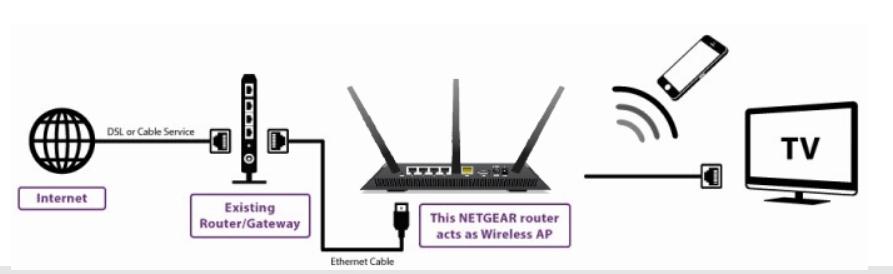 DSL or Cable Service
TV
Internet
Existing
Router/Gateway
This NETGEAR router
acts as Wireless AP
Ethernet Cable